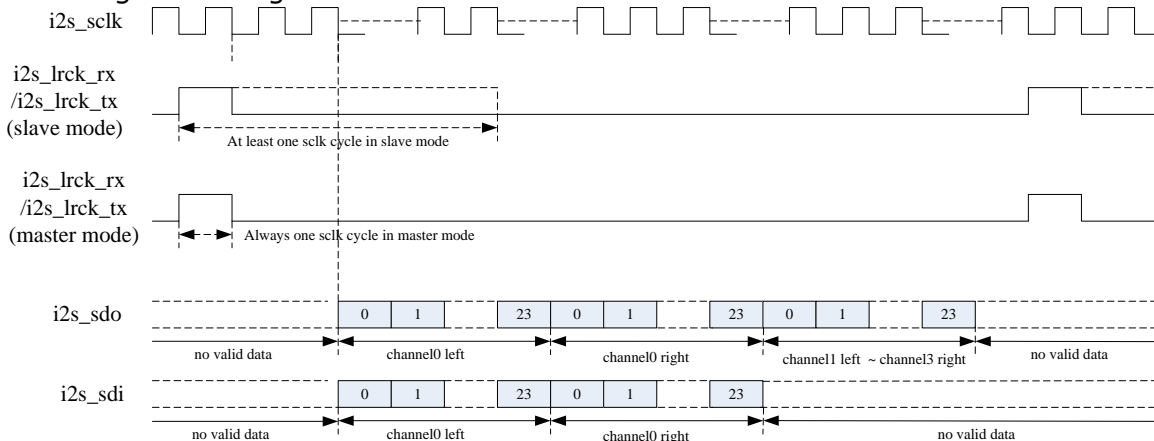 i2s_sclk
i2s_lrck_rx
/i2s_lrck_tx
(slave mode)
At least one sclk cycle in slave mode
i2s_lrck_rx
/i2s_lrck_tx
(master mode)
Always one sclk cycle in master mode
i2s_sdo
0 1 23 0 1 23 0 1 23
no valid data channel0 left channel0 right channel1 left ~ channel3 right no valid data
i2s_sdi
0 1 23 0 1 23
no valid data channel0 left channel0 right no valid data